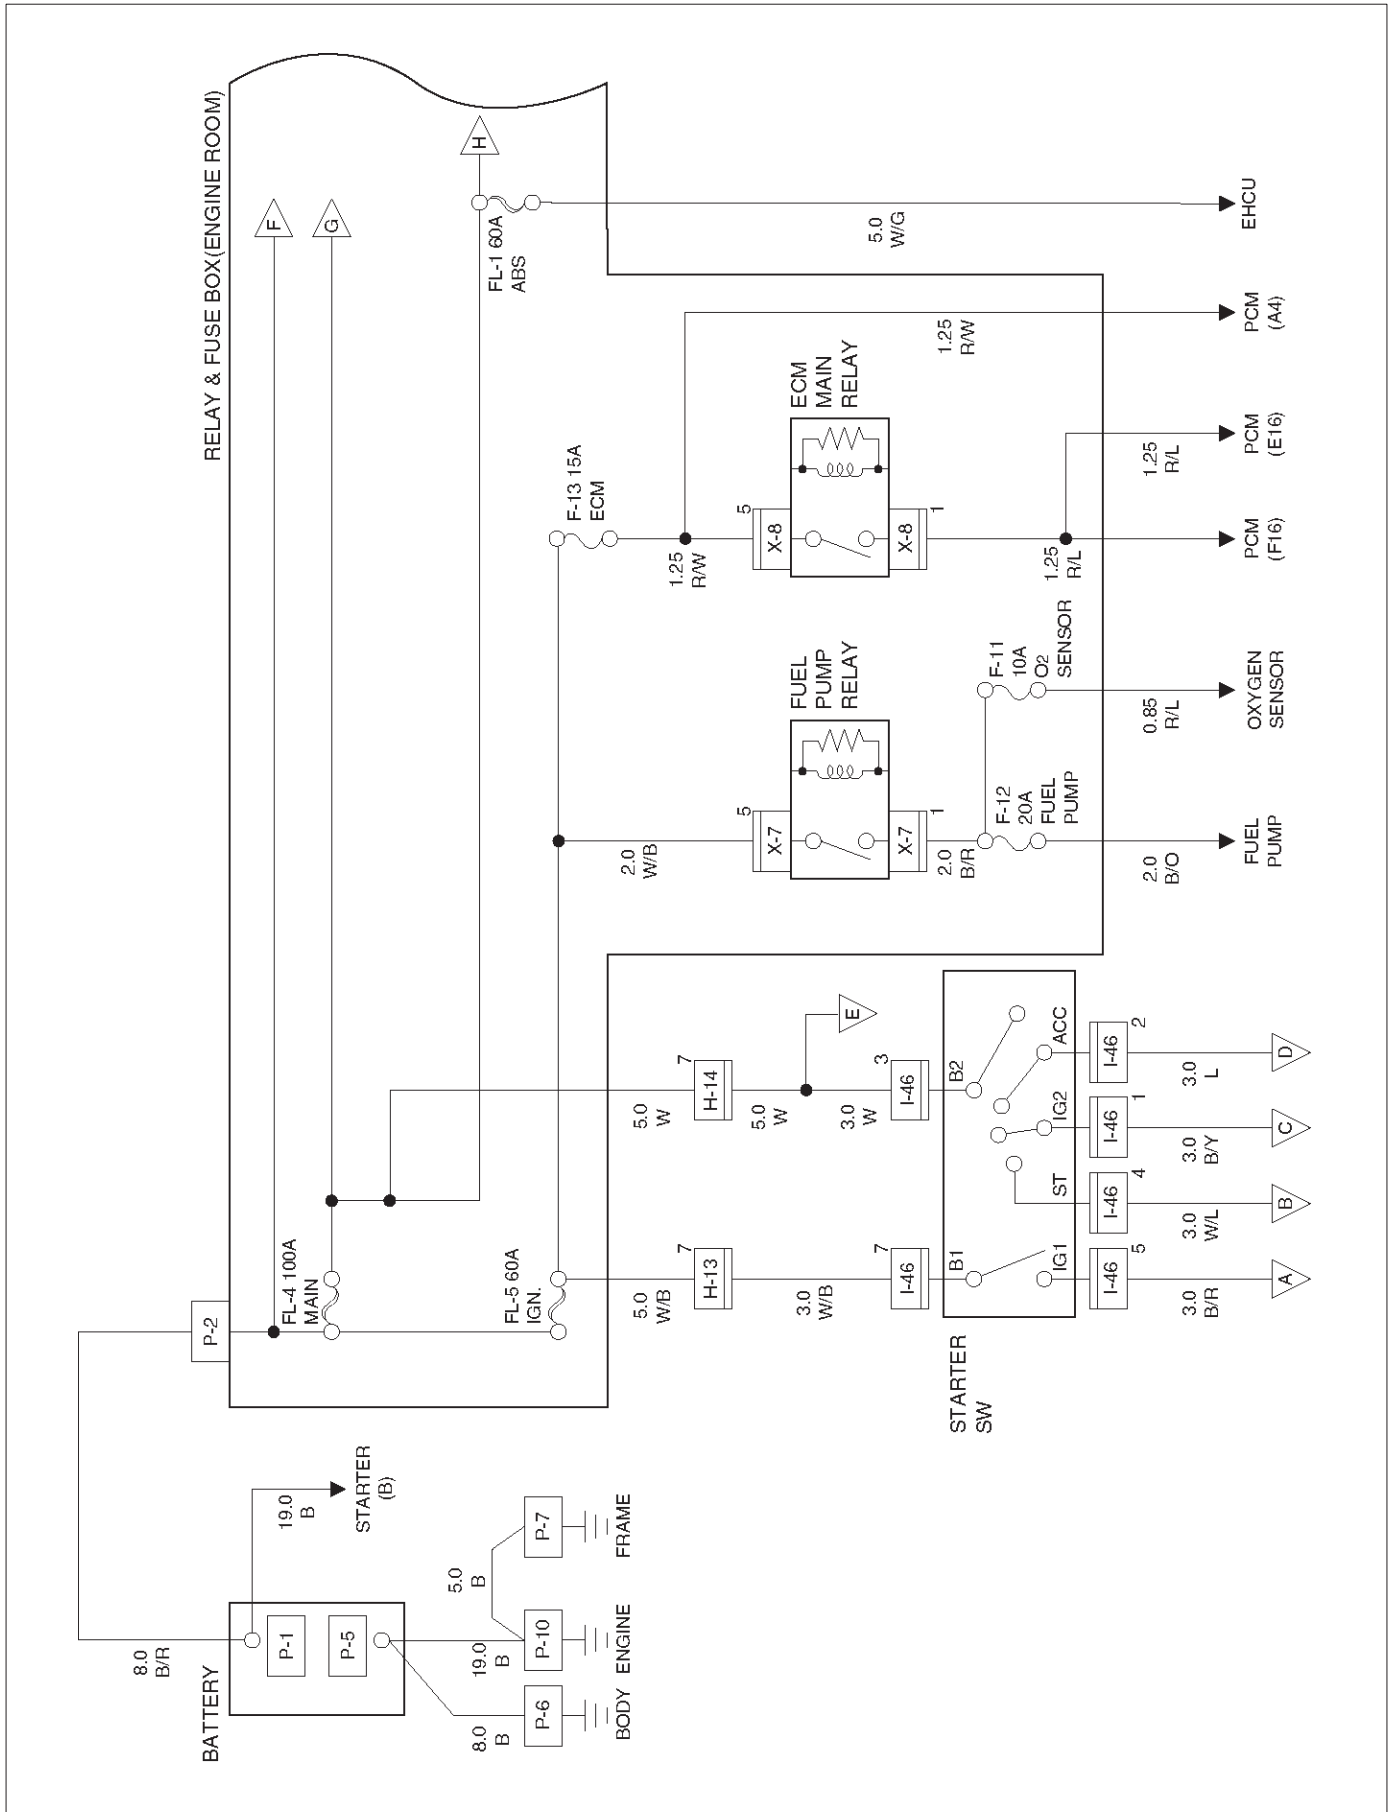 RELAY & FUSE BOX(ENGINE ROOM)
BATTERY
P-1
P-5
8.0
B/R
19.0
B
STARTER
(B)
8.0
B
P-6
BODY
19.0
B
P-10
ENGINE
5.0
B
P-7
FRAME
P-2
FL-4 100A
MAIN
F
G
H
FL-1 60A
ABS
5.0
W/G
EHCU
FL-5 60A
IGN.
5.0
W/B
H-13
7
3.0
W/B
I-46
7
5.0
W
H-14
7
5.0
W
E
3.0
W
I-46
3
STARTER
SW
B1
IG1
ST
IG2
B2
ACC
I-46
5
3.0
B/R
A
I-46
4
3.0
W/L
B
I-46
1
3.0
B/Y
C
I-46
2
3.0
L
D
2.0
W/B
X-7
5
FUEL
PUMP
RELAY
X-7
1
2.0
B/R
F-12
20A
FUEL
PUMP
F-11
10A
O2
SENSOR
2.0
B/O
FUEL
PUMP
0.85
R/L
OXYGEN
SENSOR
F-13 15A
ECM
1.25
R/W
X-8
5
ECM
MAIN
RELAY
X-8
1
1.25
R/L
PCM
(F16)
1.25
R/L
PCM
(E16)
1.25
R/W
PCM
(A4)